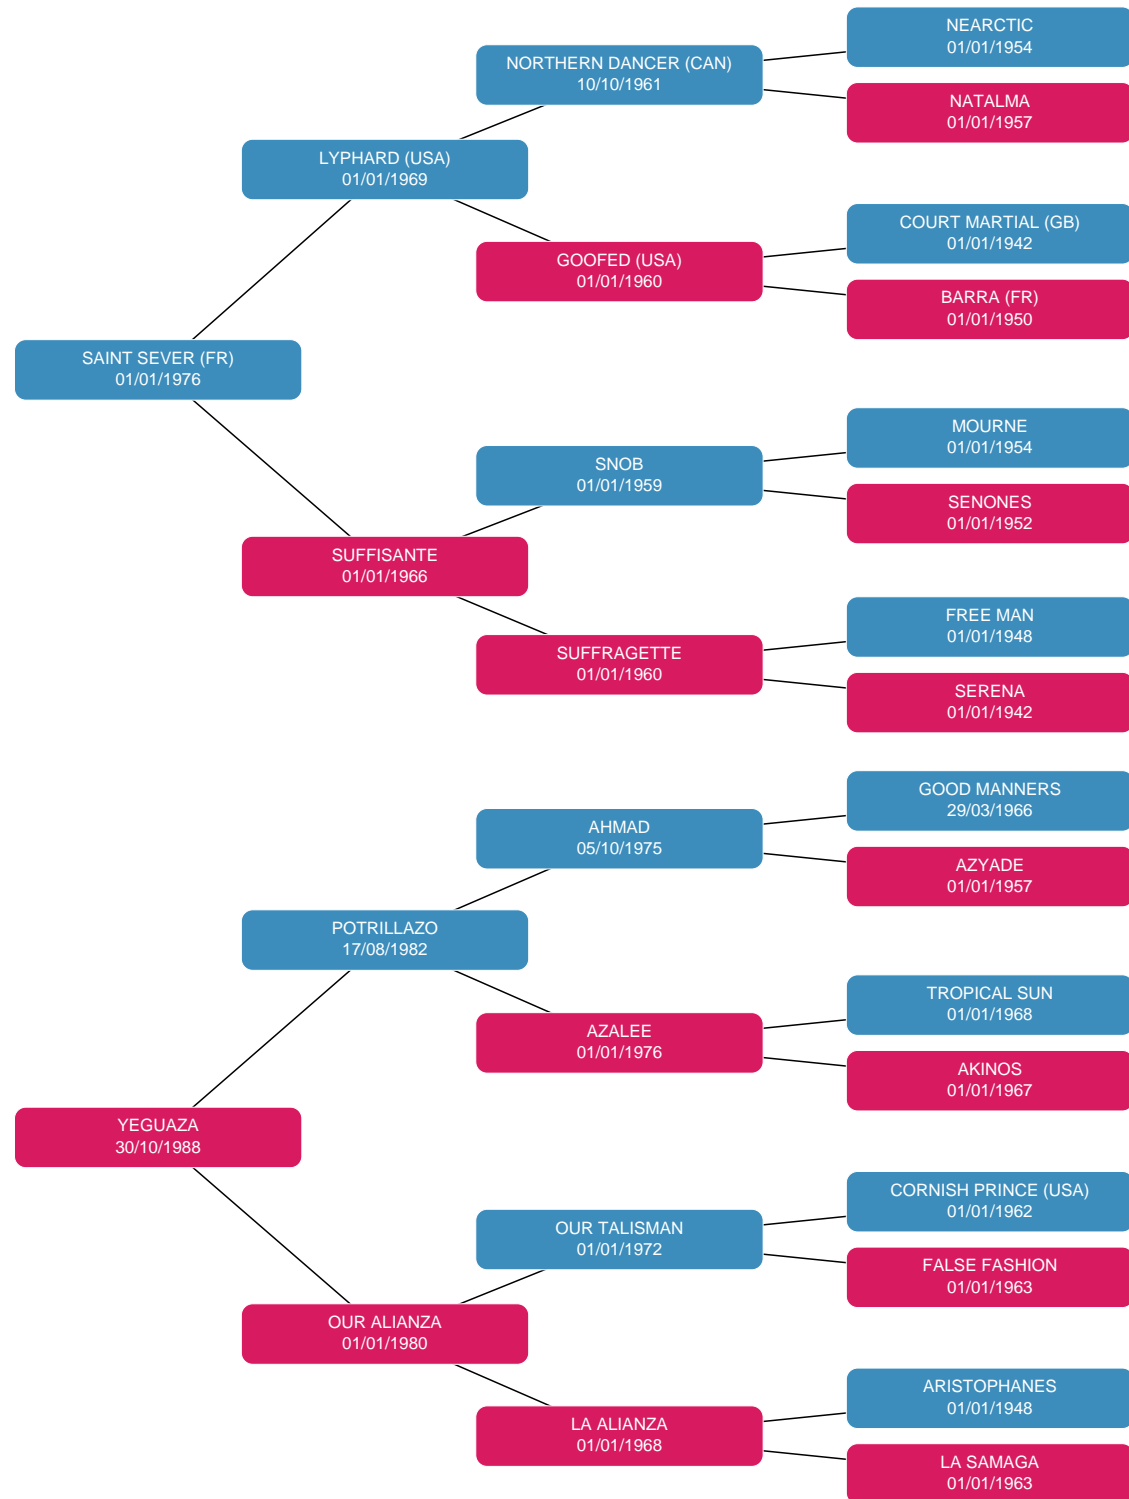 NEARCTIC
01/01/1954
NORTHERN DANCER (CAN)
10/10/1961
NATALMA
01/01/1957
LYPHARD (USA)
01/01/1969
COURT MARTIAL (GB)
01/01/1942
GOOFED (USA)
01/01/1960
BARRA (FR)
01/01/1950
SAINT SEVER (FR)
01/01/1976
MOURNE
01/01/1954
SNOB
01/01/1959
SENONES
01/01/1952
SUFFISANTE
01/01/1966
FREE MAN
01/01/1948
SUFFRAGETTE
01/01/1960
SERENA
01/01/1942
GOOD MANNERS
29/03/1966
AHMAD
05/10/1975
AZYADE
01/01/1957
POTRILLAZO
17/08/1982
TROPICAL SUN
01/01/1968
AZALEE
01/01/1976
AKINOS
01/01/1967
YEGUAZA
30/10/1988
CORNISH PRINCE (USA)
01/01/1962
OUR TALISMAN
01/01/1972
FALSE FASHION
01/01/1963
OUR ALIANZA
01/01/1980
ARISTOPHANES
01/01/1948
LA ALIANZA
01/01/1968
LA SAMAGA
01/01/1963